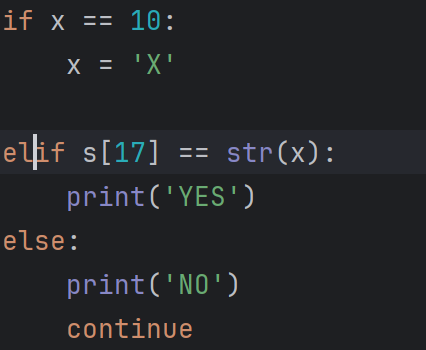 if x == 10:
    x = 'X'

elif s[17] == str(x):
    print('YES')
else:
    print('NO')
    continue